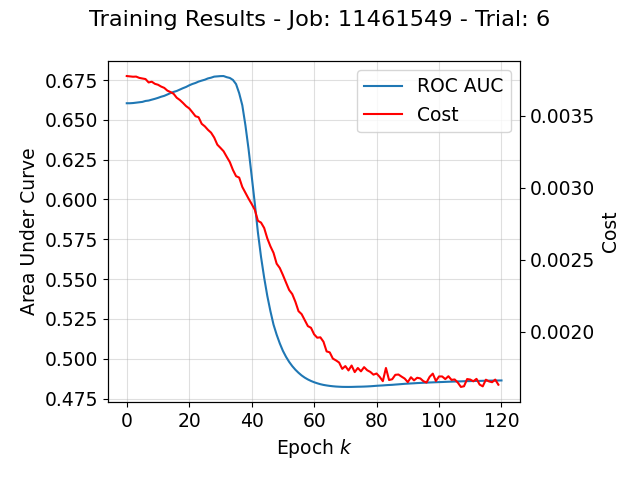 Training Results - Job: 11461549 - Trial: 6
ROC AUC
Cost
Area Under Curve
0.675
0.650
0.625
0.600
0.575
0.550
0.525
0.500
0.475
0.0035
0.0030
0.0025
0.0020
Cost
0 20 40 60 80 100 120
Epoch k